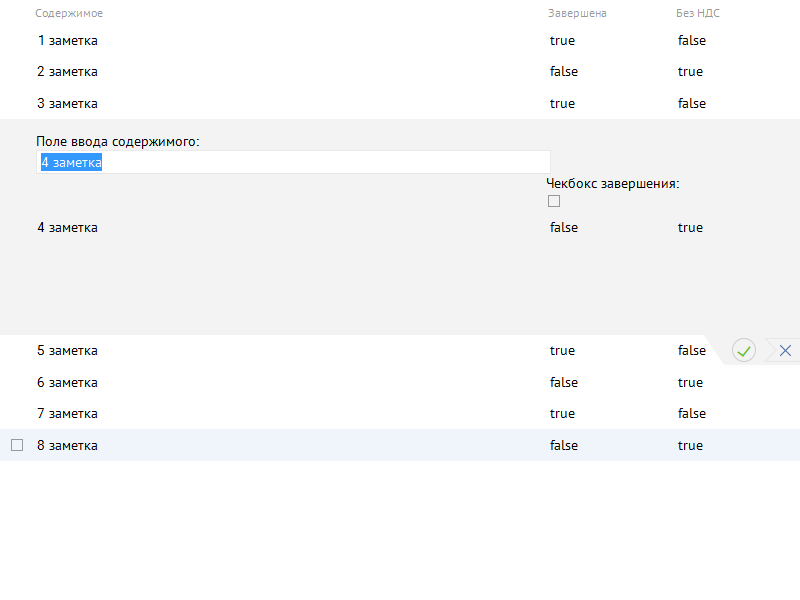 Содержимое Завершена Без НДС
1 заметка true false
2 заметка false true
3 заметка true false
Поле ввода содержимого:
4 заметка
Чекбокс завершения:
4 заметка false true
5 заметка true false
6 заметка false true
7 заметка true false
8 заметка false true